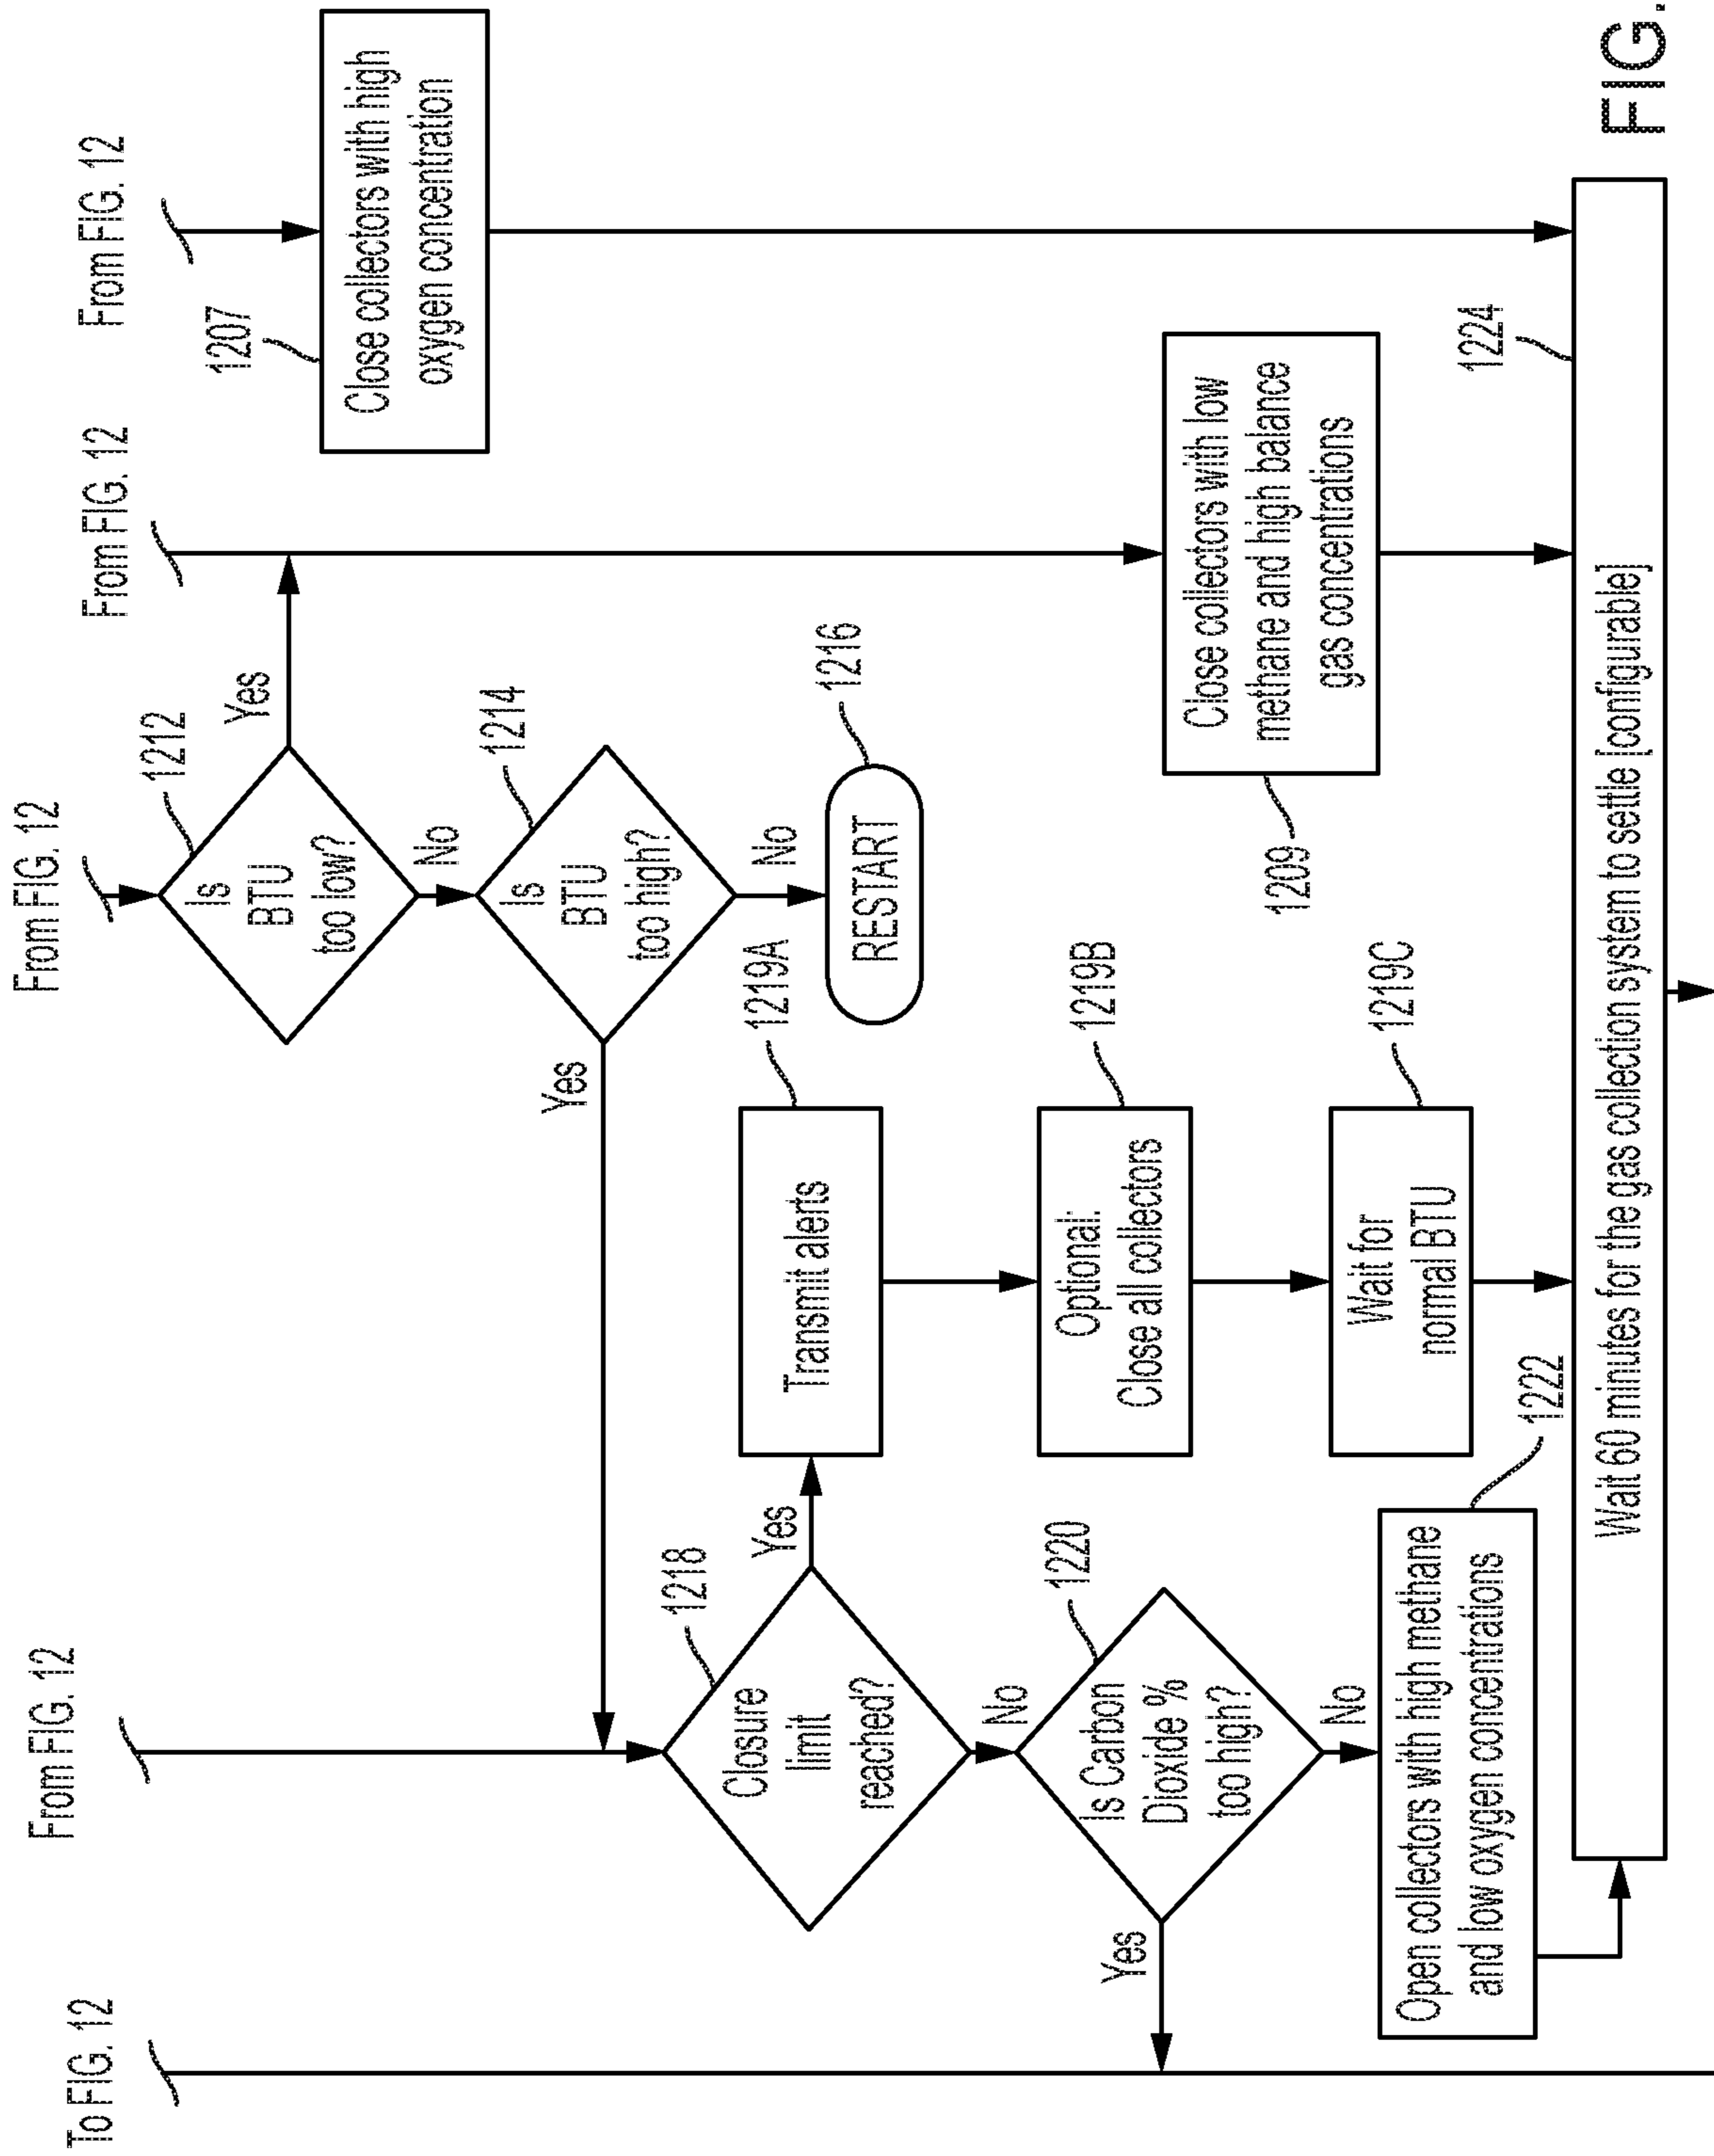 To FIG. 12
From FIG. 12
From FIG. 12
From FIG. 12
From FIG. 12
1212
Is
BTU
too low?
Yes
No
1214
Is
BTU
too high?
Yes
No
1216
RESTART
1207
Close collectors with high
oxygen concentration
1218
Closure
limit
reached?
Yes
No
1219A
Transmit alerts
1219B
Optional:
Close all collectors
1219C
Wait for
normal BTU
1220
Is Carbon
Dioxide %
too high?
Yes
No
1222
Open collectors with high methane
and low oxygen concentrations
1209
Close collectors with low
methane and high balance
gas concentrations
1224
Wait 60 minutes for the gas collection system to settle [configurable]
FIG.